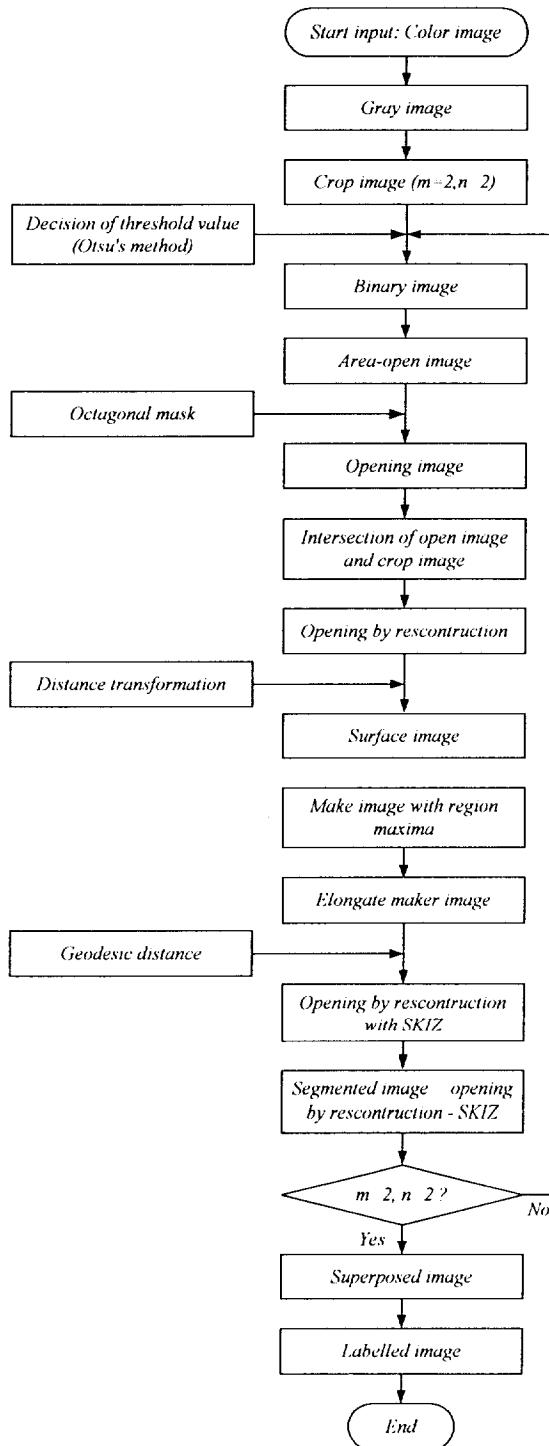 Start input: Color image
Gray image
Crop image (m=2,n 2)
Decision of threshold value
(Otsu's method)
Binary image
Area-open image
Octagonal mask
Opening image
Intersection of open image
and crop image
Opening by rescontruction
Distance transformation
Surface image
Make image with region
maxima
Elongate maker image
Geodesic distance
Opening by rescontruction
with SKIZ
Segmented image opening
by rescontruction - SKIZ
m 2, n 2 ?
No
Yes
Superposed image
Labelled image
End